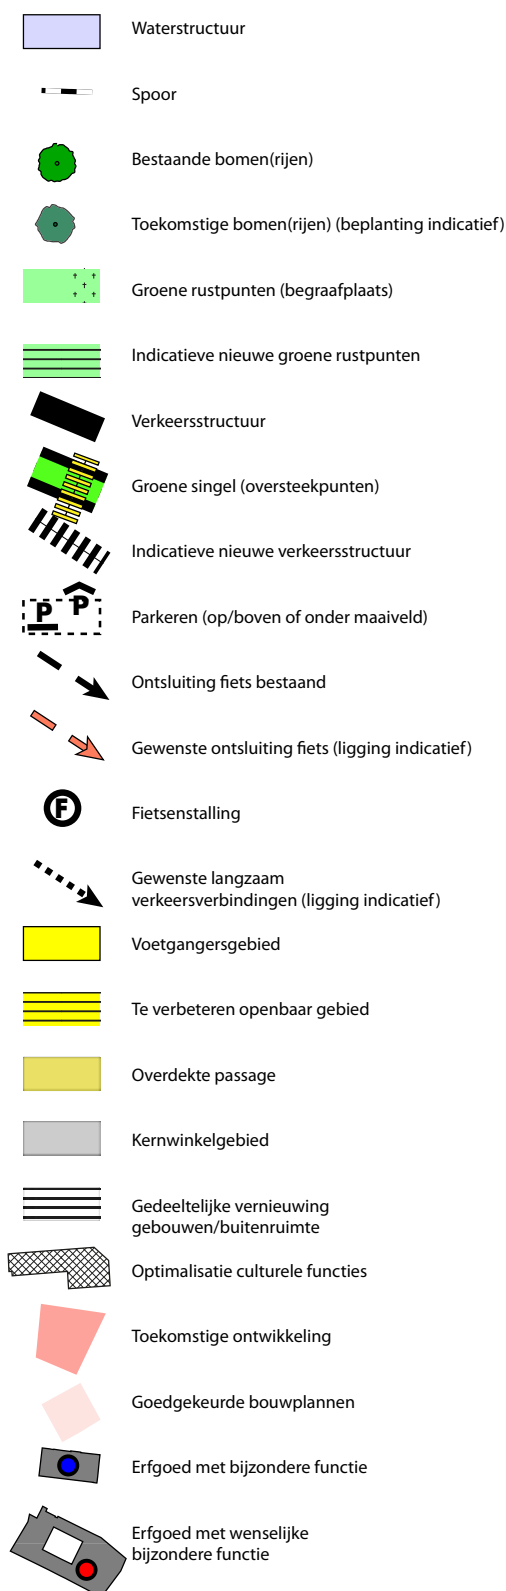 Waterstructuur
Spoor
Bestaande bomen(rijen)
Toekomstige bomen(rijen) (beplanting indicatief)
Groene rustpunten (begraafplaats)
Indicatieve nieuwe groene rustpunten
Verkeersstructuur
Groene singel (oversteekpunten)
Indicatieve nieuwe verkeersstructuur
P P
Parkeren (op/boven of onder maaiveld)
Ontsluiting fiets bestaand
Gewenste ontsluiting fiets (ligging indicatief)
F
Fietsenstalling
Gewenste langzaam
verkeersverbindingen (ligging indicatief)
Voetgangersgebied
Te verbeteren openbaar gebied
Overdekte passage
Kernwinkelgebied
Gedeeltelijke vernieuwing
gebouwen/buitenruimte
Optimalisatie culturele functies
Toekomstige ontwikkeling
Goedgekeurde bouwplannen
Erfgoed met bijzondere functie
Erfgoed met wenselijke
bijzondere functie